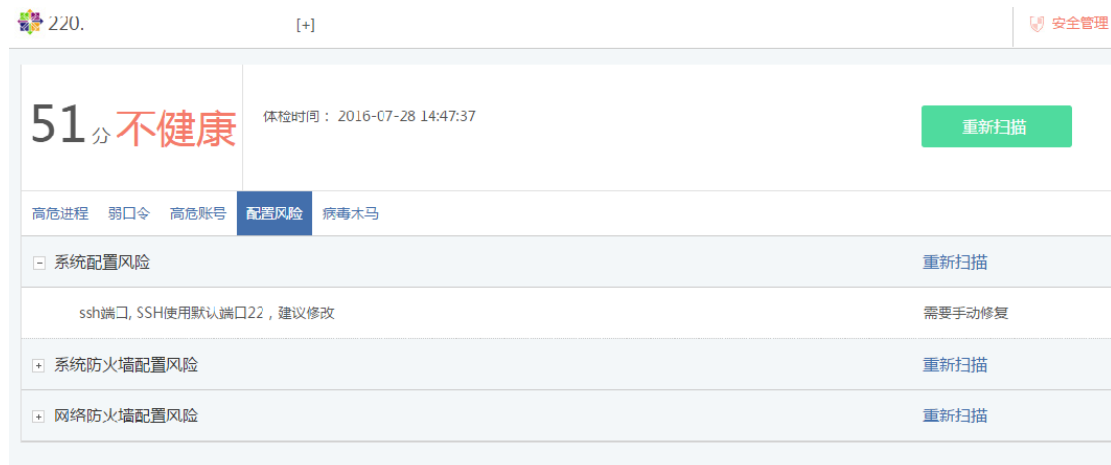 220. [+] 安全管理
51 分 不健康 体检时间： 2016-07-28 14:47:37 重新扫描
高危进程 弱口令 高危账号 配置风险 病毒木马
系统配置风险 重新扫描
ssh端口, SSH使用默认端口22，建议修改 需要手动修复
系统防火墙配置风险 重新扫描
网络防火墙配置风险 重新扫描